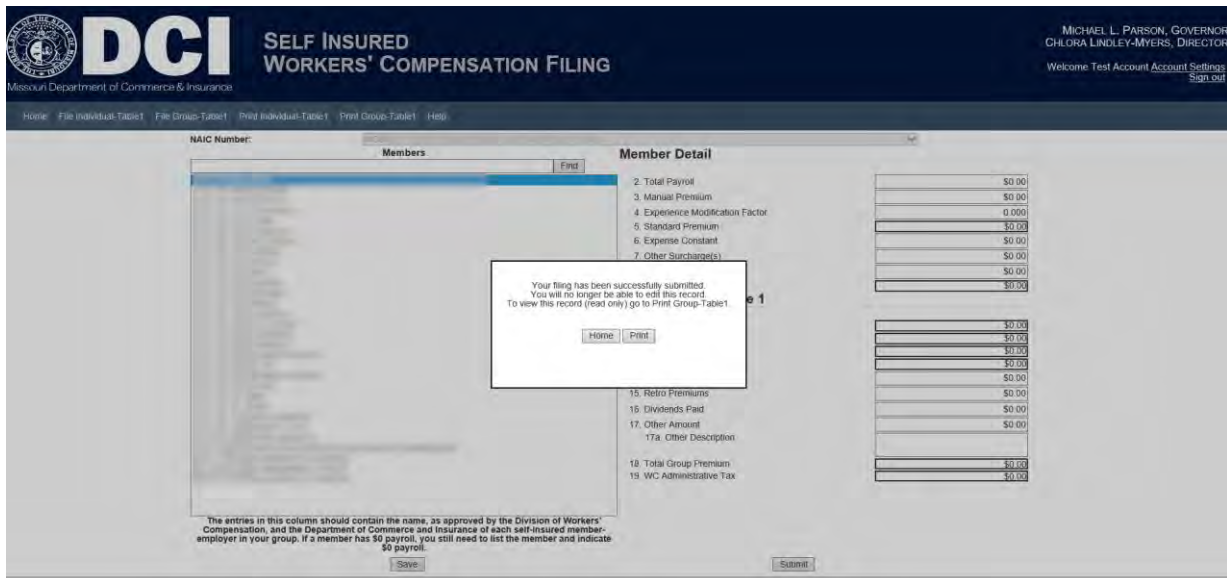 DCI
Missouri Department of Commerce & Insurance
SELF INSURED
WORKERS' COMPENSATION FILING
MICHAEL L. PARSON, GOVERNOR
CHLORA LINDLEY-MYERS, DIRECTOR
Welcome Test Account Account Settings
Sign out
Home File Individual-Table1 File Group-Table1 Print Individual-Table1 Print Group-Table1 Help
NAIC Number:
Members
Find
Member Detail
2. Total Payroll $0.00
3. Manual Premium $0.00
4. Experience Modification Factor 0.000
5. Standard Premium $0.00
6. Expense Constant $0.00
7. Other Surcharge(s) $0.00
$0.00
$0.00
e 1
Your filing has been successfully submitted.
You will no longer be able to edit this record.
To view this record (read only) go to Print Group-Table1.
Home Print
$0.00
$0.00
$0.00
$0.00
$0.00
15. Retro Premiums $0.00
16. Dividends Paid $0.00
17. Other Amount $0.00
17a. Other Description
18. Total Group Premium $0.00
19. WC Administrative Tax $0.00
The entries in this column should contain the name, as approved by the Division of Workers'
Compensation, and the Department of Commerce and Insurance of each self-insured member-
employer in your group. If a member has $0 payroll, you still need to list the member and indicate
$0 payroll.
Save
Submit